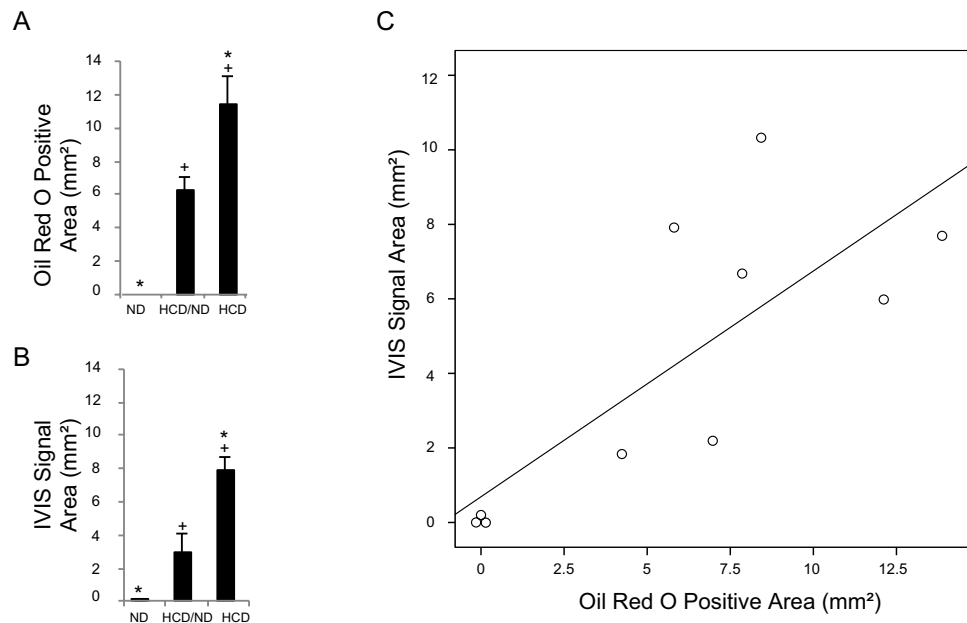 A
Oil Red O Positive
Area (mm²)
14
12
10
8
6
4
2
0
*
+
*
+
ND
HCD/ND
HCD
B
IVIS Signal
Area (mm²)
14
12
10
8
6
4
2
0
*
+
*
+
ND
HCD/ND
HCD
C
IVIS Signal Area (mm²)
12
10
8
6
4
2
0
0
2.5
5
7.5
10
12.5
Oil Red O Positive Area (mm²)